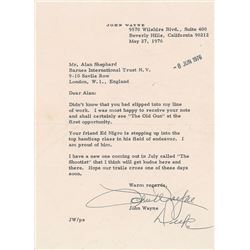 JOHN WAYNE
9570 Wilshire Blvd., Suite 400
Beverly Hills, California 90212
May 27, 1976
- 8 JUN 1976
Mr. Alan Shephard
Barnes International Trust N.V.
9-10 Savile Row
London, W.1., England
Dear Alan:
Didn't know that you had slipped into my
line of work. I was most happy to receive your note
and shall certainly see "The Old Gun" at the
first opportunity.
Your friend Ed Nigro is stepping up into the
top handicap class in his field of endeavor. I
am proud of him.
I have a new one coming out in July called "The
Shootist" that I think will get kudos here and
there. Hope our trails cross one of these days
soon.
Warm regards,
John Wayne
Duke
John Wayne
JW/ps